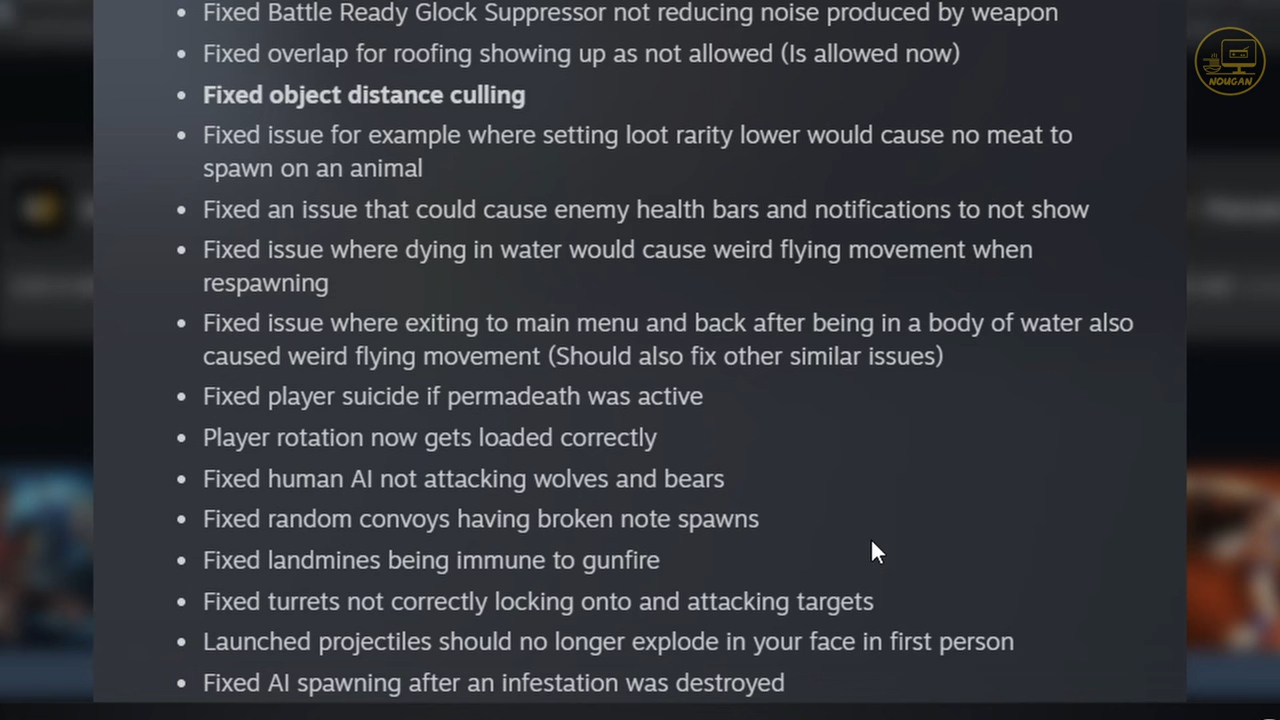 Fixed Battle Ready Glock Suppressor not reducing noise produced by weapon
Fixed overlap for roofing showing up as not allowed (Is allowed now)
Fixed object distance culling
Fixed issue for example where setting loot rarity lower would cause no meat to
spawn on an animal
Fixed an issue that could cause enemy health bars and notifications to not show
Fixed issue where dying in water would cause weird flying movement when
respawning
Fixed issue where exiting to main menu and back after being in a body of water also
caused weird flying movement (Should also fix other similar issues)
Fixed player suicide if permadeath was active
Player rotation now gets loaded correctly
Fixed human AI not attacking wolves and bears
Fixed random convoys having broken note spawns
Fixed landmines being immune to gunfire
Fixed turrets not correctly locking onto and attacking targets
Launched projectiles should no longer explode in your face in first person
Fixed AI spawning after an infestation was destroyed
NOUGAN